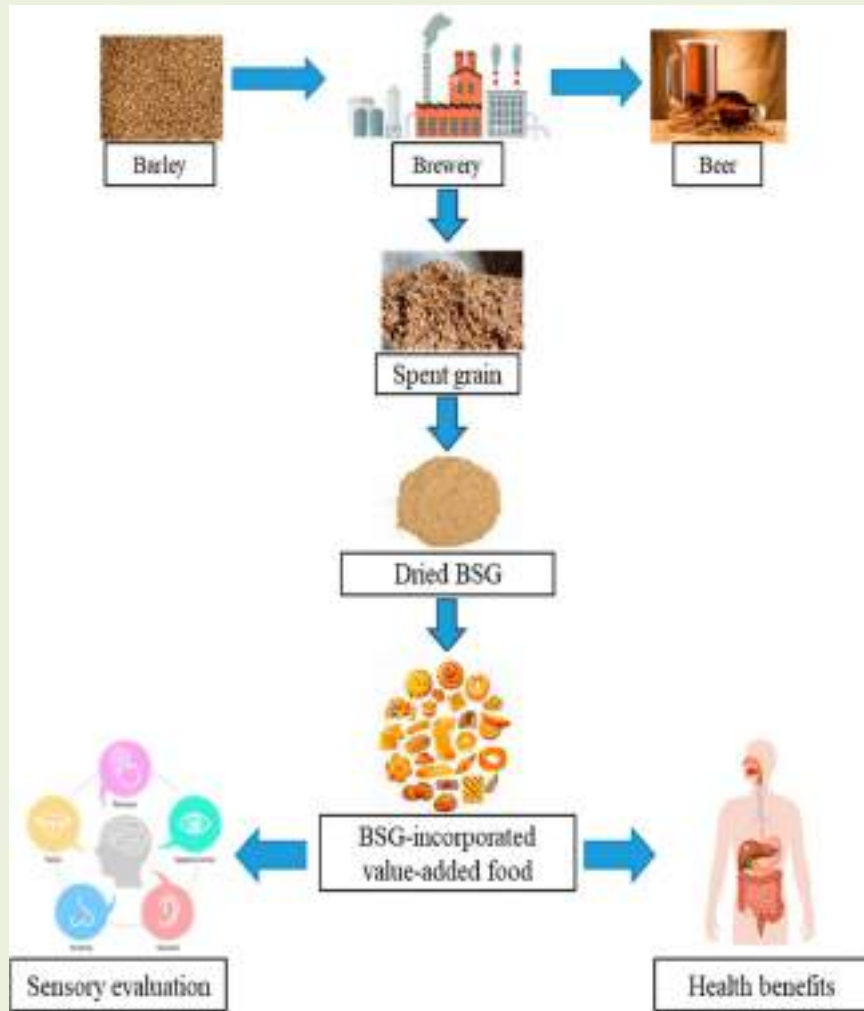 Barley
Brewery
Beer
Spent grain
Dried BSG
BSG-incorporated
value-added food
Sensory evaluation
Health benefits